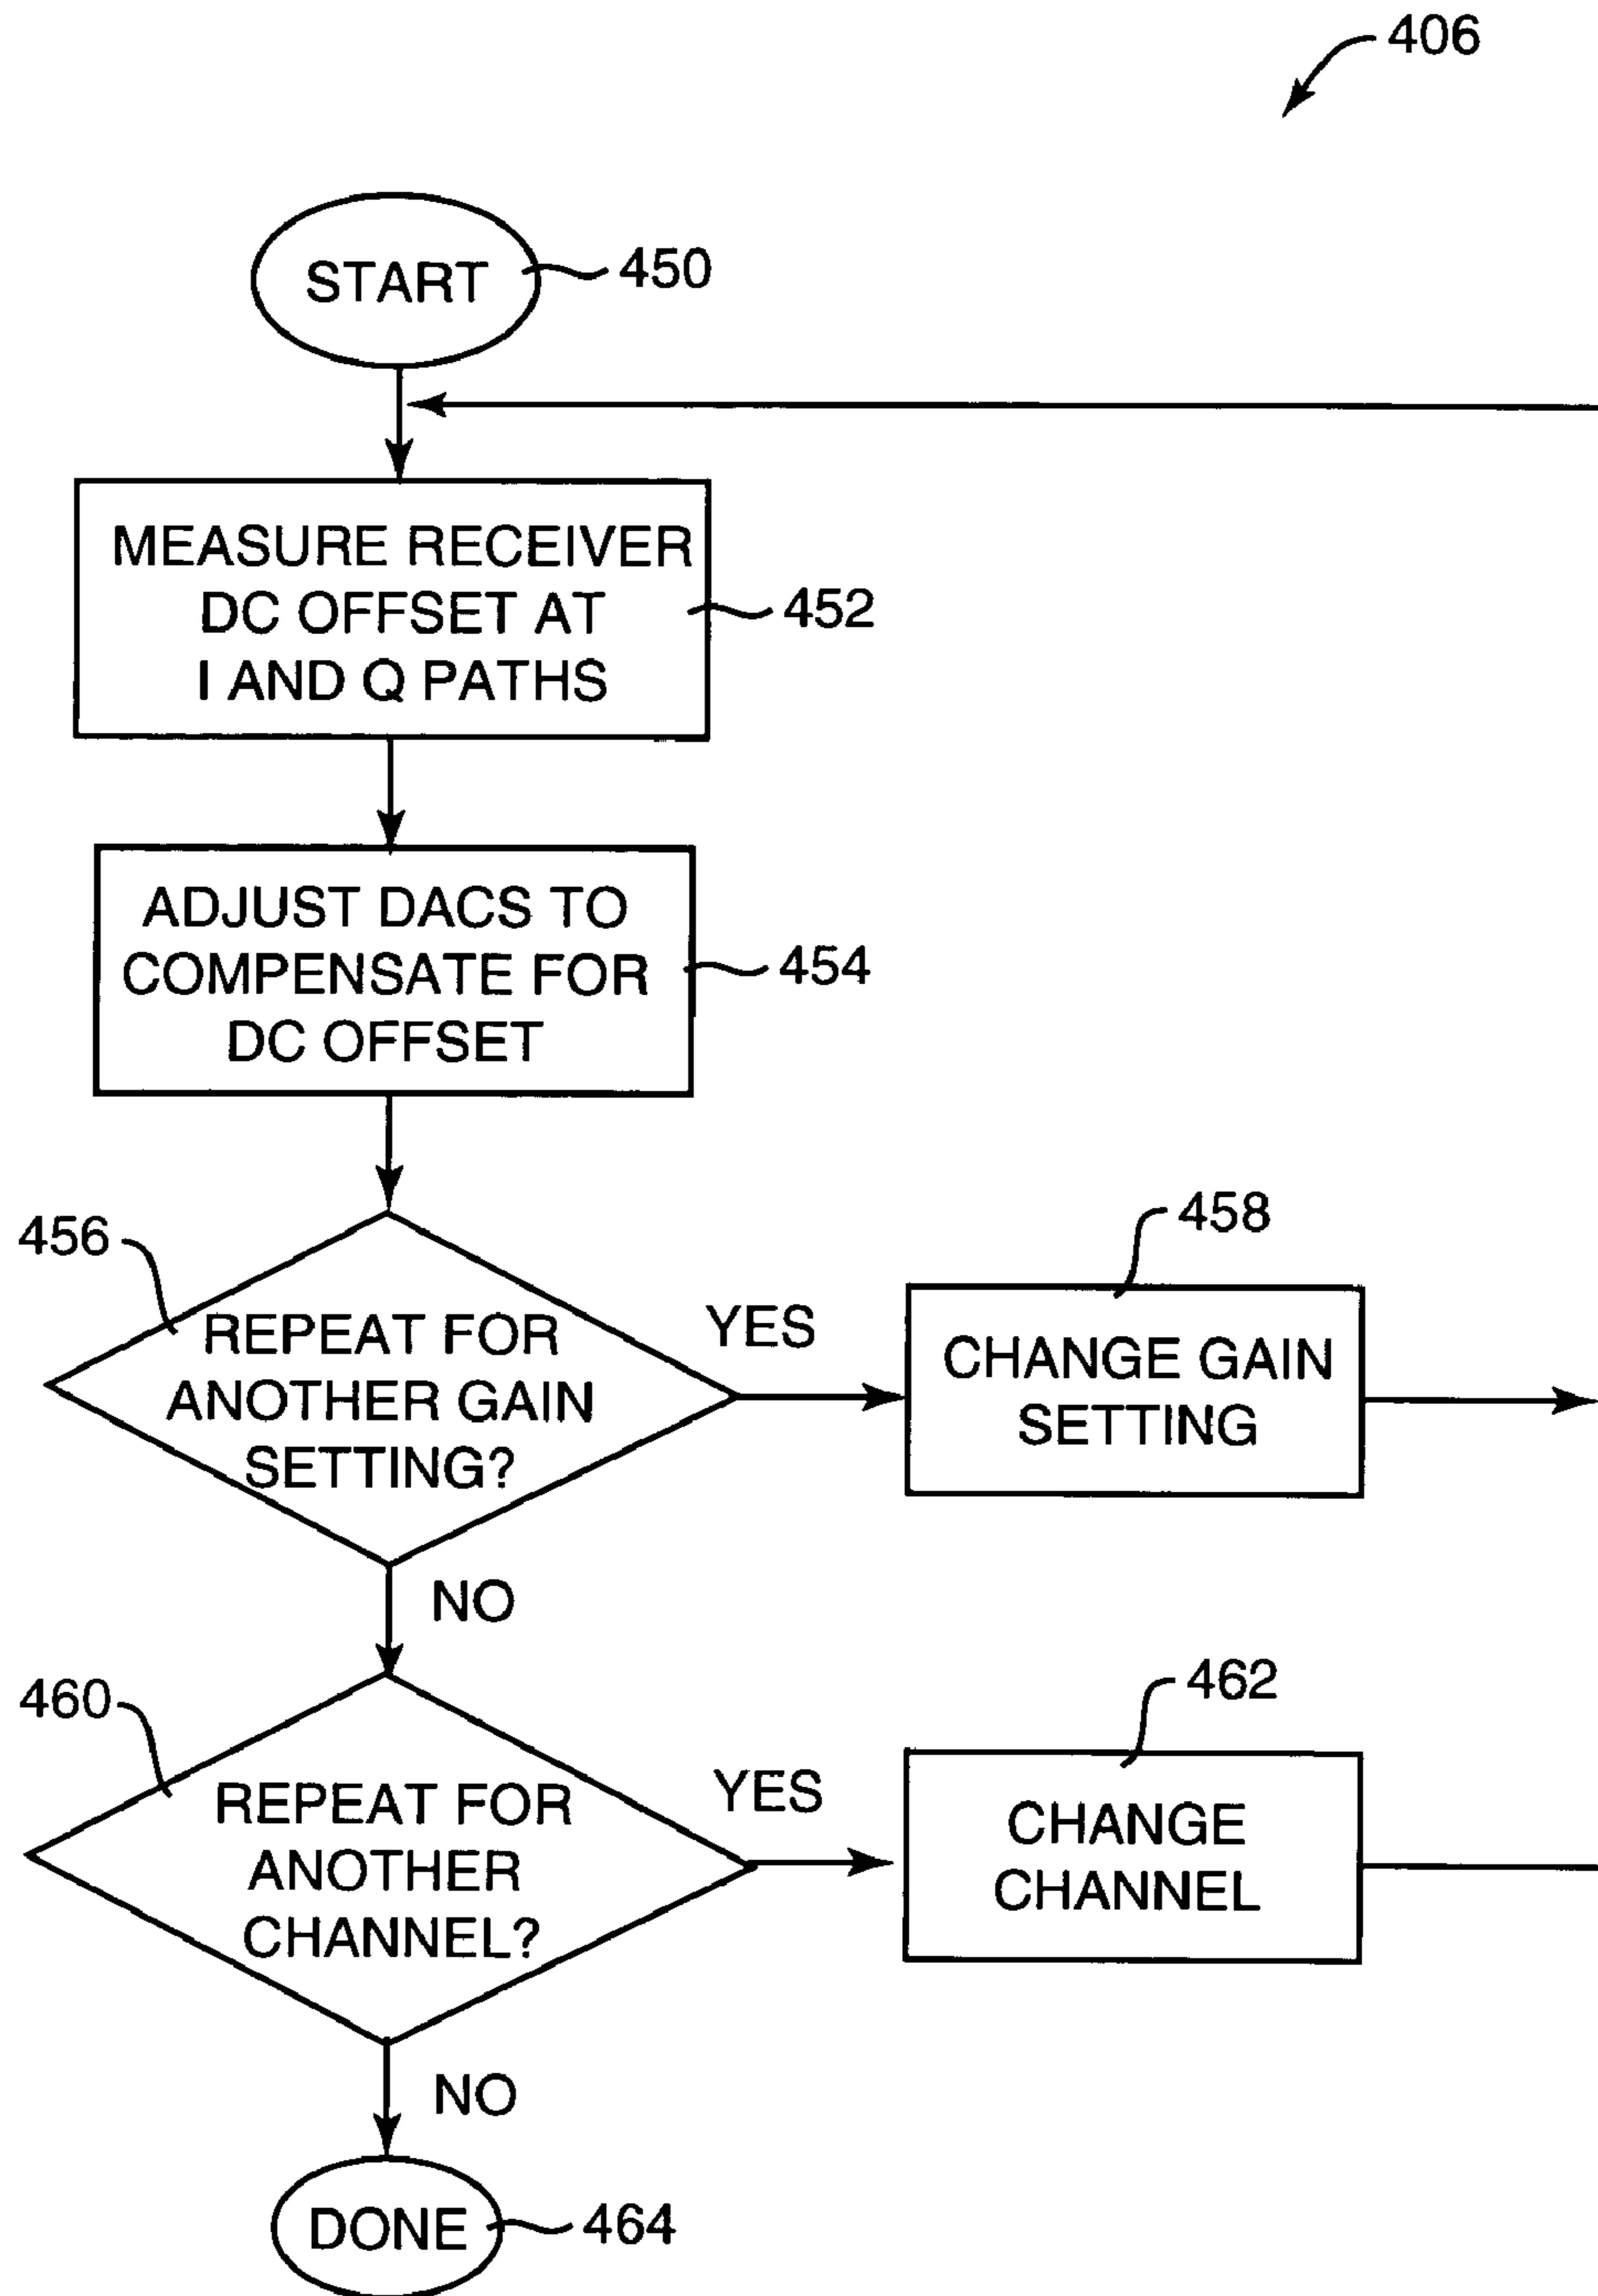 406
START
450
MEASURE RECEIVER
DC OFFSET AT
I AND Q PATHS
452
ADJUST DACS TO
COMPENSATE FOR
DC OFFSET
454
456
REPEAT FOR
ANOTHER GAIN
SETTING?
YES
458
CHANGE GAIN
SETTING
NO
460
REPEAT FOR
ANOTHER
CHANNEL?
YES
462
CHANGE
CHANNEL
NO
DONE
464